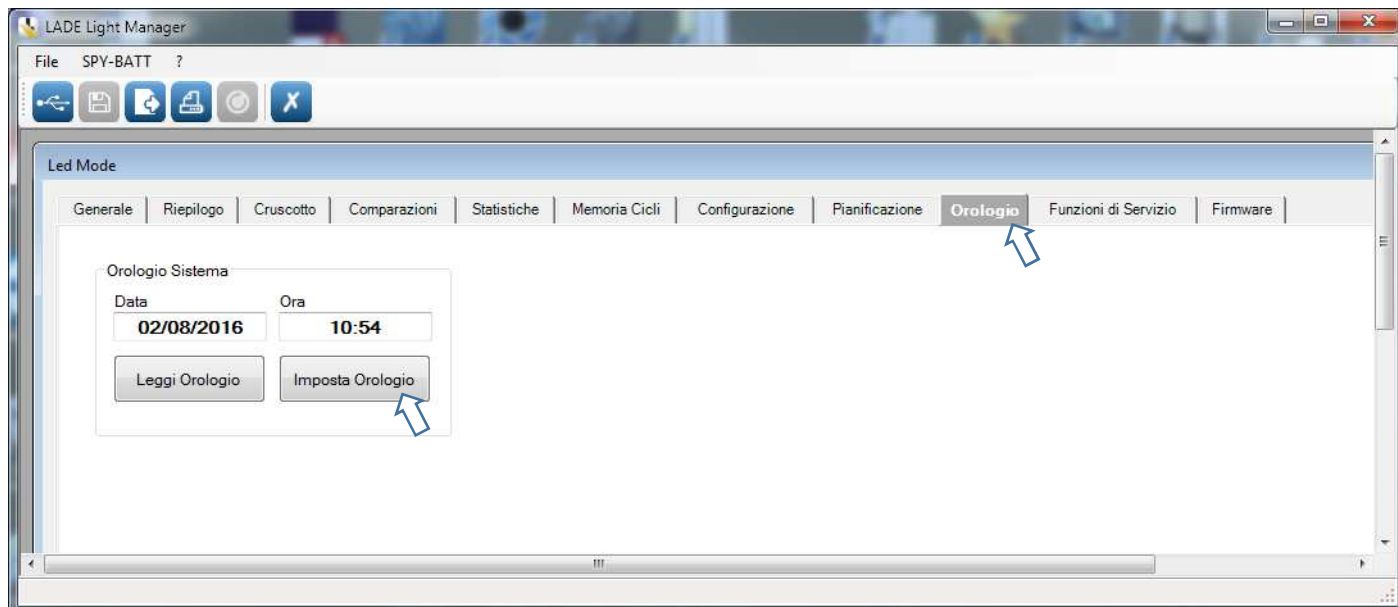 LADE Light Manager
File SPY-BATT ?
Led Mode
Generale Riepilogo Cruscotto Comparazioni Statistiche Memoria Cicli Configurazione Pianificazione Orologio Funzioni di Servizio Firmware
Orologio Sistema
Data Ora
02/08/2016 10:54
Leggi Orologio Imposta Orologio